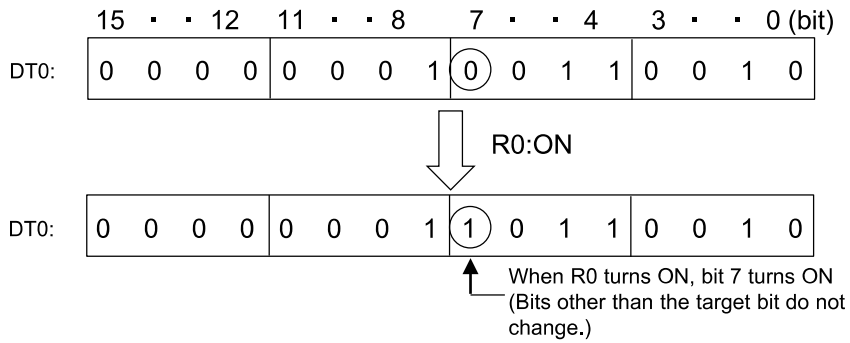 15 · · 12 11 · · 8 7 · · 4 3 · · 0 (bit)
DT0: 0 0 0 0 0 0 0 1 0 0 1 1 0 0 1 0
R0:ON
DT0: 0 0 0 0 0 0 0 1 1 0 1 1 0 0 1 0
When R0 turns ON, bit 7 turns ON
(Bits other than the target bit do not
change.)